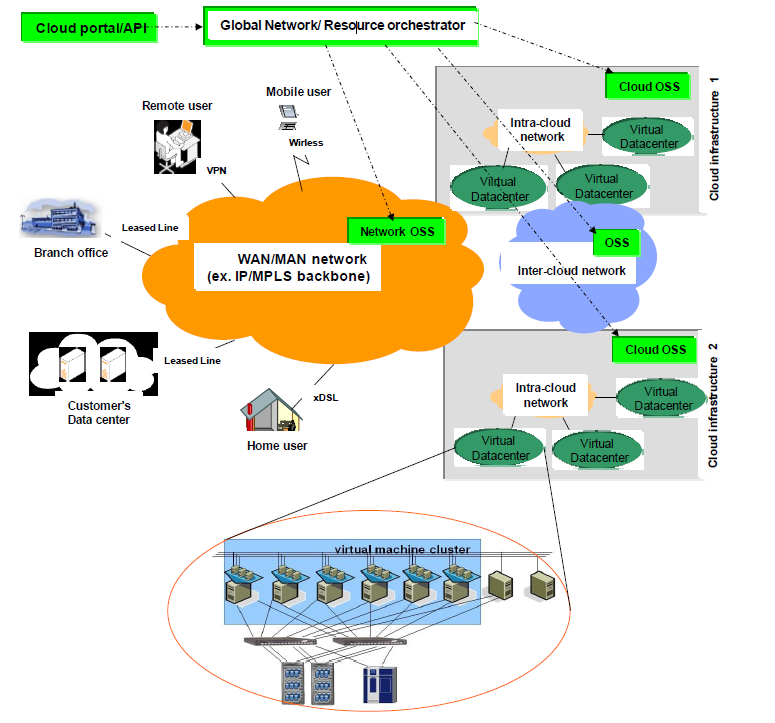 Cloud portal/API
Global Network/ Resource orchestrator
Cloud OSS
Cloud infrastructure 1
Intra-cloud
network
Virtual
Datacenter
Virtual
Datacenter
Virtual
Datacenter
Remote user
Mobile user
Wirless
VPN
Leased Line
Branch office
Network OSS
WAN/MAN network
(ex. IP/MPLS backbone)
OSS
Inter-cloud network
Leased Line
Customer's
Data center
xDSL
Home user
Cloud OSS
Cloud infrastructure 2
Intra-cloud
network
Virtual
Datacenter
Virtual
Datacenter
Virtual
Datacenter
virtual machine cluster